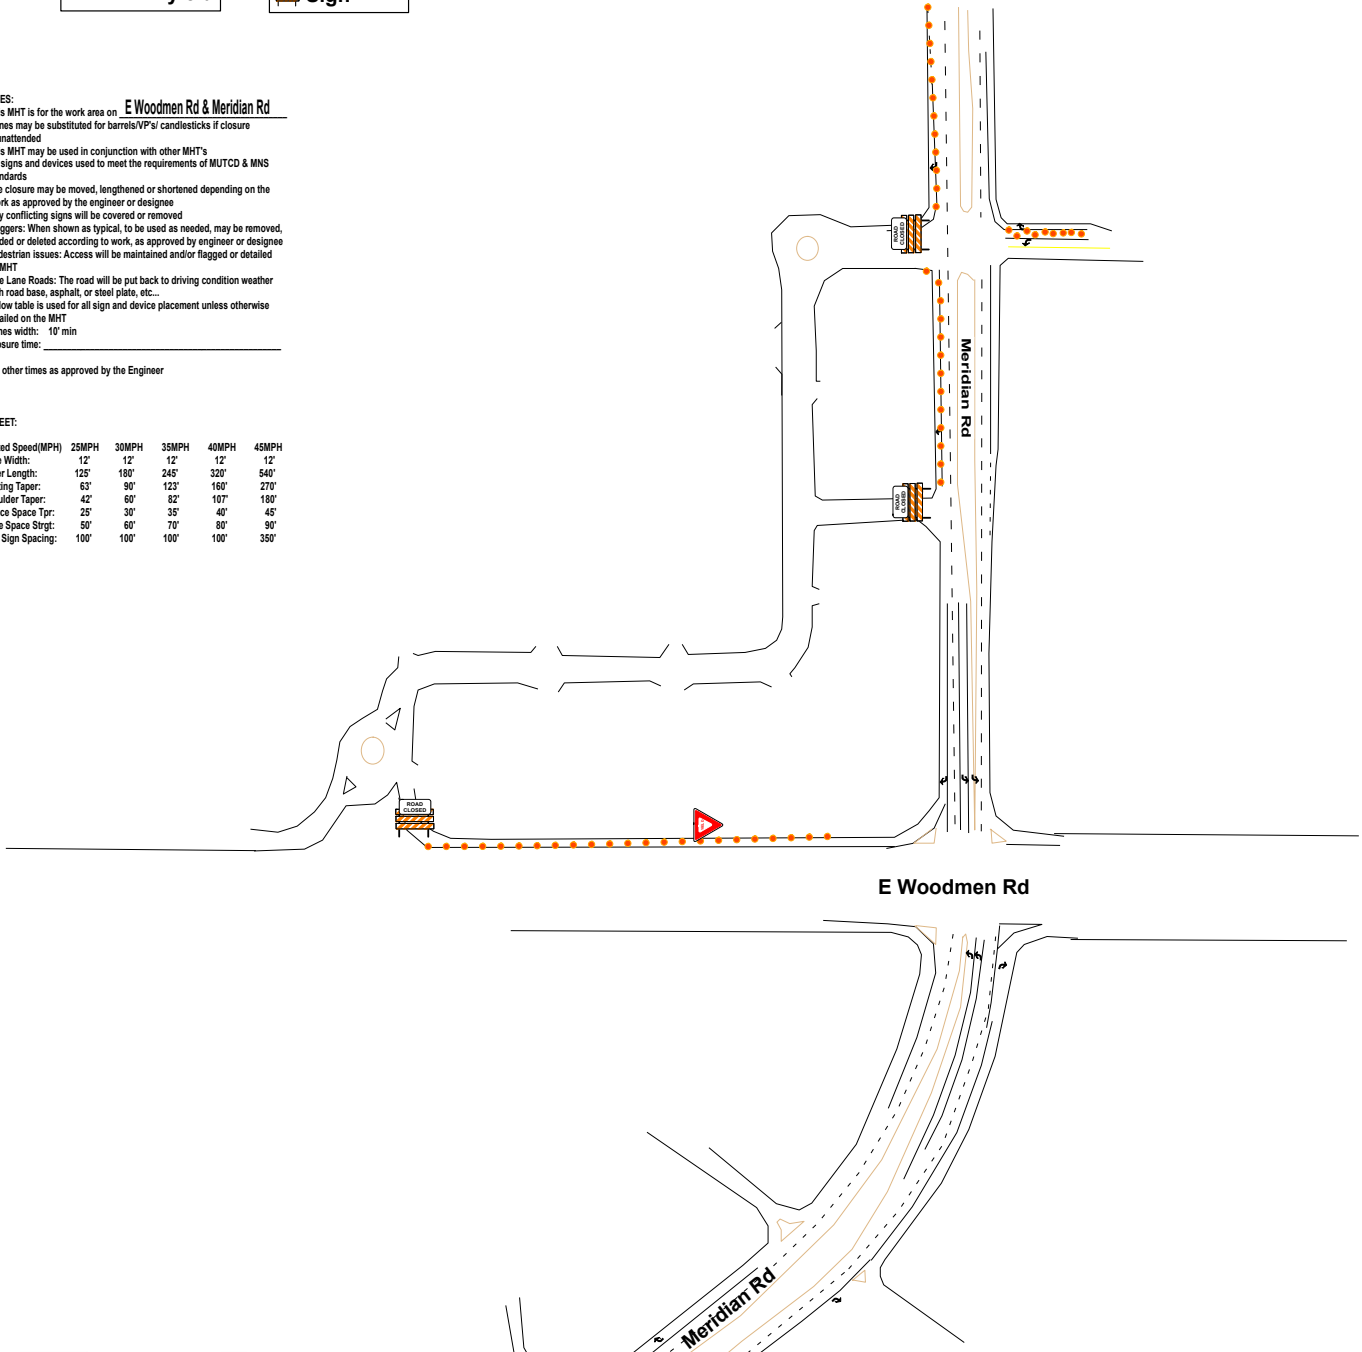 Sign
ES:
s MHT is for the work area on E Woodmen Rd & Meridian Rd
nes may be substituted for barrels/VP's/ candlesticks if closure
unattended
s MHT may be used in conjunction with other MHT's
signs and devices used to meet the requirements of MUTCD & MNS
ndards
e closure may be moved, lengthened or shortened depending on the
rk as approved by the engineer or designee
y conflicting signs will be covered or removed
ggers: When shown as typical, to be used as needed, may be removed,
ded or deleted according to work, as approved by engineer or designee
destrian issues: Access will be maintained and/or flagged or detailed
MHT
e Lane Roads: The road will be put back to driving condition weather
h road base, asphalt, or steel plate, etc...
low table is used for all sign and device placement unless otherwise
ailed on the MHT
nes width: 10' min
osure time:
other times as approved by the Engineer
EET:
ted Speed(MPH) 25MPH 30MPH 35MPH 40MPH 45MPH
e Width: 12' 12' 12' 12' 12'
er Length: 125' 180' 245' 320' 540'
ting Taper: 63' 90' 123' 160' 270'
ulder Taper: 42' 60' 82' 107' 180'
ice Space Tpr: 25' 30' 35' 40' 45'
e Space Strgt: 50' 60' 70' 80' 90'
Sign Spacing: 100' 100' 100' 100' 350'
ROAD
CLOSED
Meridian Rd
ROAD
CLOSED
ROAD
CLOSED
E Woodmen Rd
Meridian Rd